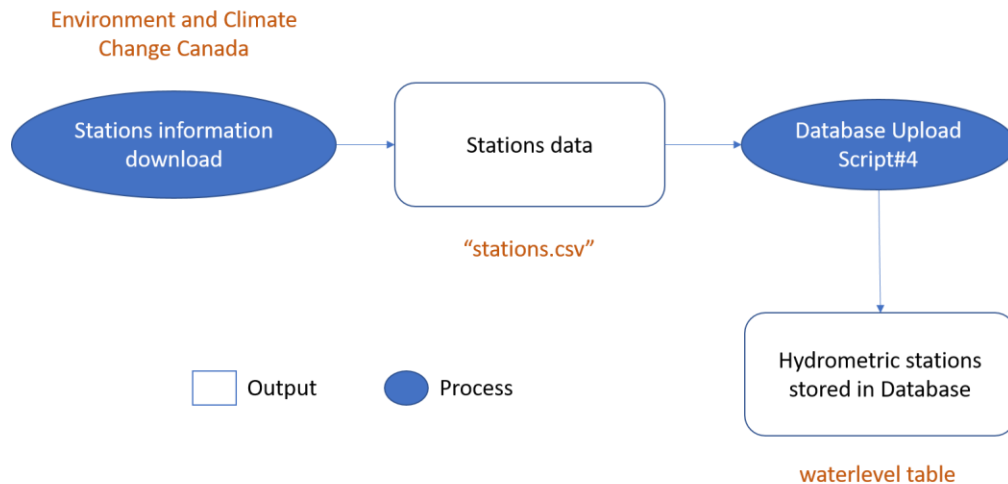 Environment and Climate
Change Canada
Stations information
download
Stations data
Database Upload
Script#4
“stations.csv”
Hydrometric stations
stored in Database
Output
Process
waterlevel table